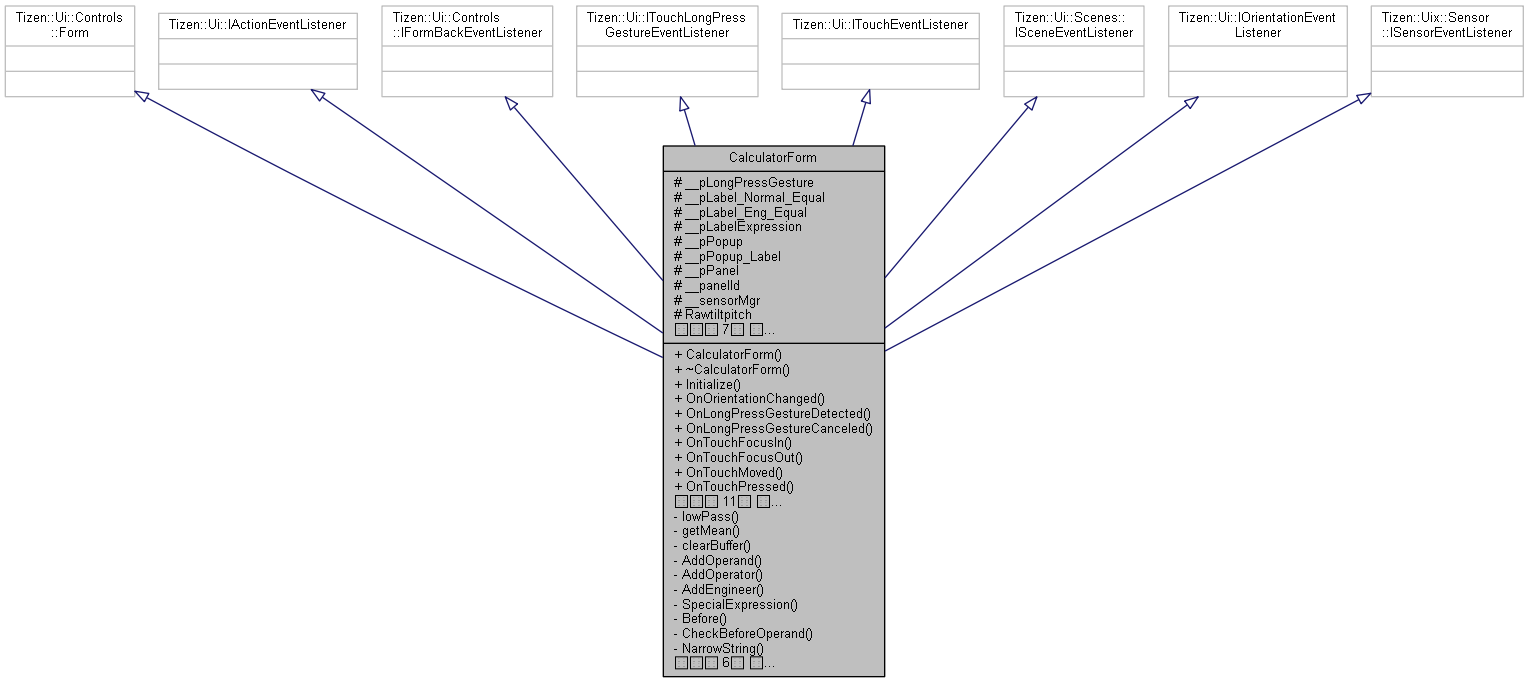 Tizen::Ui::Controls
::Form
Tizen::Ui::IActionEventListener
Tizen::Ui::Controls
::IFormBackEventListener
Tizen::Ui::ITouchLongPress
GestureEventListener
Tizen::Ui::ITouchEventListener
Tizen::Ui::Scenes::
ISceneEventListener
Tizen::Ui::IOrientationEvent
Listener
Tizen::Uix::Sensor
::ISensorEventListener
CalculatorForm
# __pLongPressGesture
# __pLabel_Normal_Equal
# __pLabel_Eng_Equal
# __pLabelExpression
# __pPopup
# __pPopup_Label
# __pPanel
# __panelId
# __sensorMgr
# Rawtiltpitch
7 ...
+ CalculatorForm()
+ ~CalculatorForm()
+ Initialize()
+ OnOrientationChanged()
+ OnLongPressGestureDetected()
+ OnLongPressGestureCanceled()
+ OnTouchFocusIn()
+ OnTouchFocusOut()
+ OnTouchMoved()
+ OnTouchPressed()
11 ...
- lowPass()
- getMean()
- clearBuffer()
- AddOperand()
- AddOperator()
- AddEngineer()
- SpecialExpression()
- Before()
- CheckBeforeOperand()
- NarrowString()
6 ...